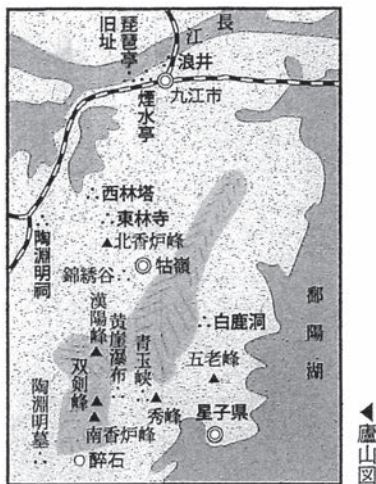 長
江
琵琶亭
旧址
浪井
九江市
煙水亭
西林塔
東林寺
北香炉峰
牯嶺
錦綉谷
陶淵明祠
漢陽峰
黄崖瀑布
青玉峡
白鹿洞
鄱陽湖
五老峰
双剣峰
秀峰
星子県
陶淵明墓
南香炉峰
酔石
◀廬山図